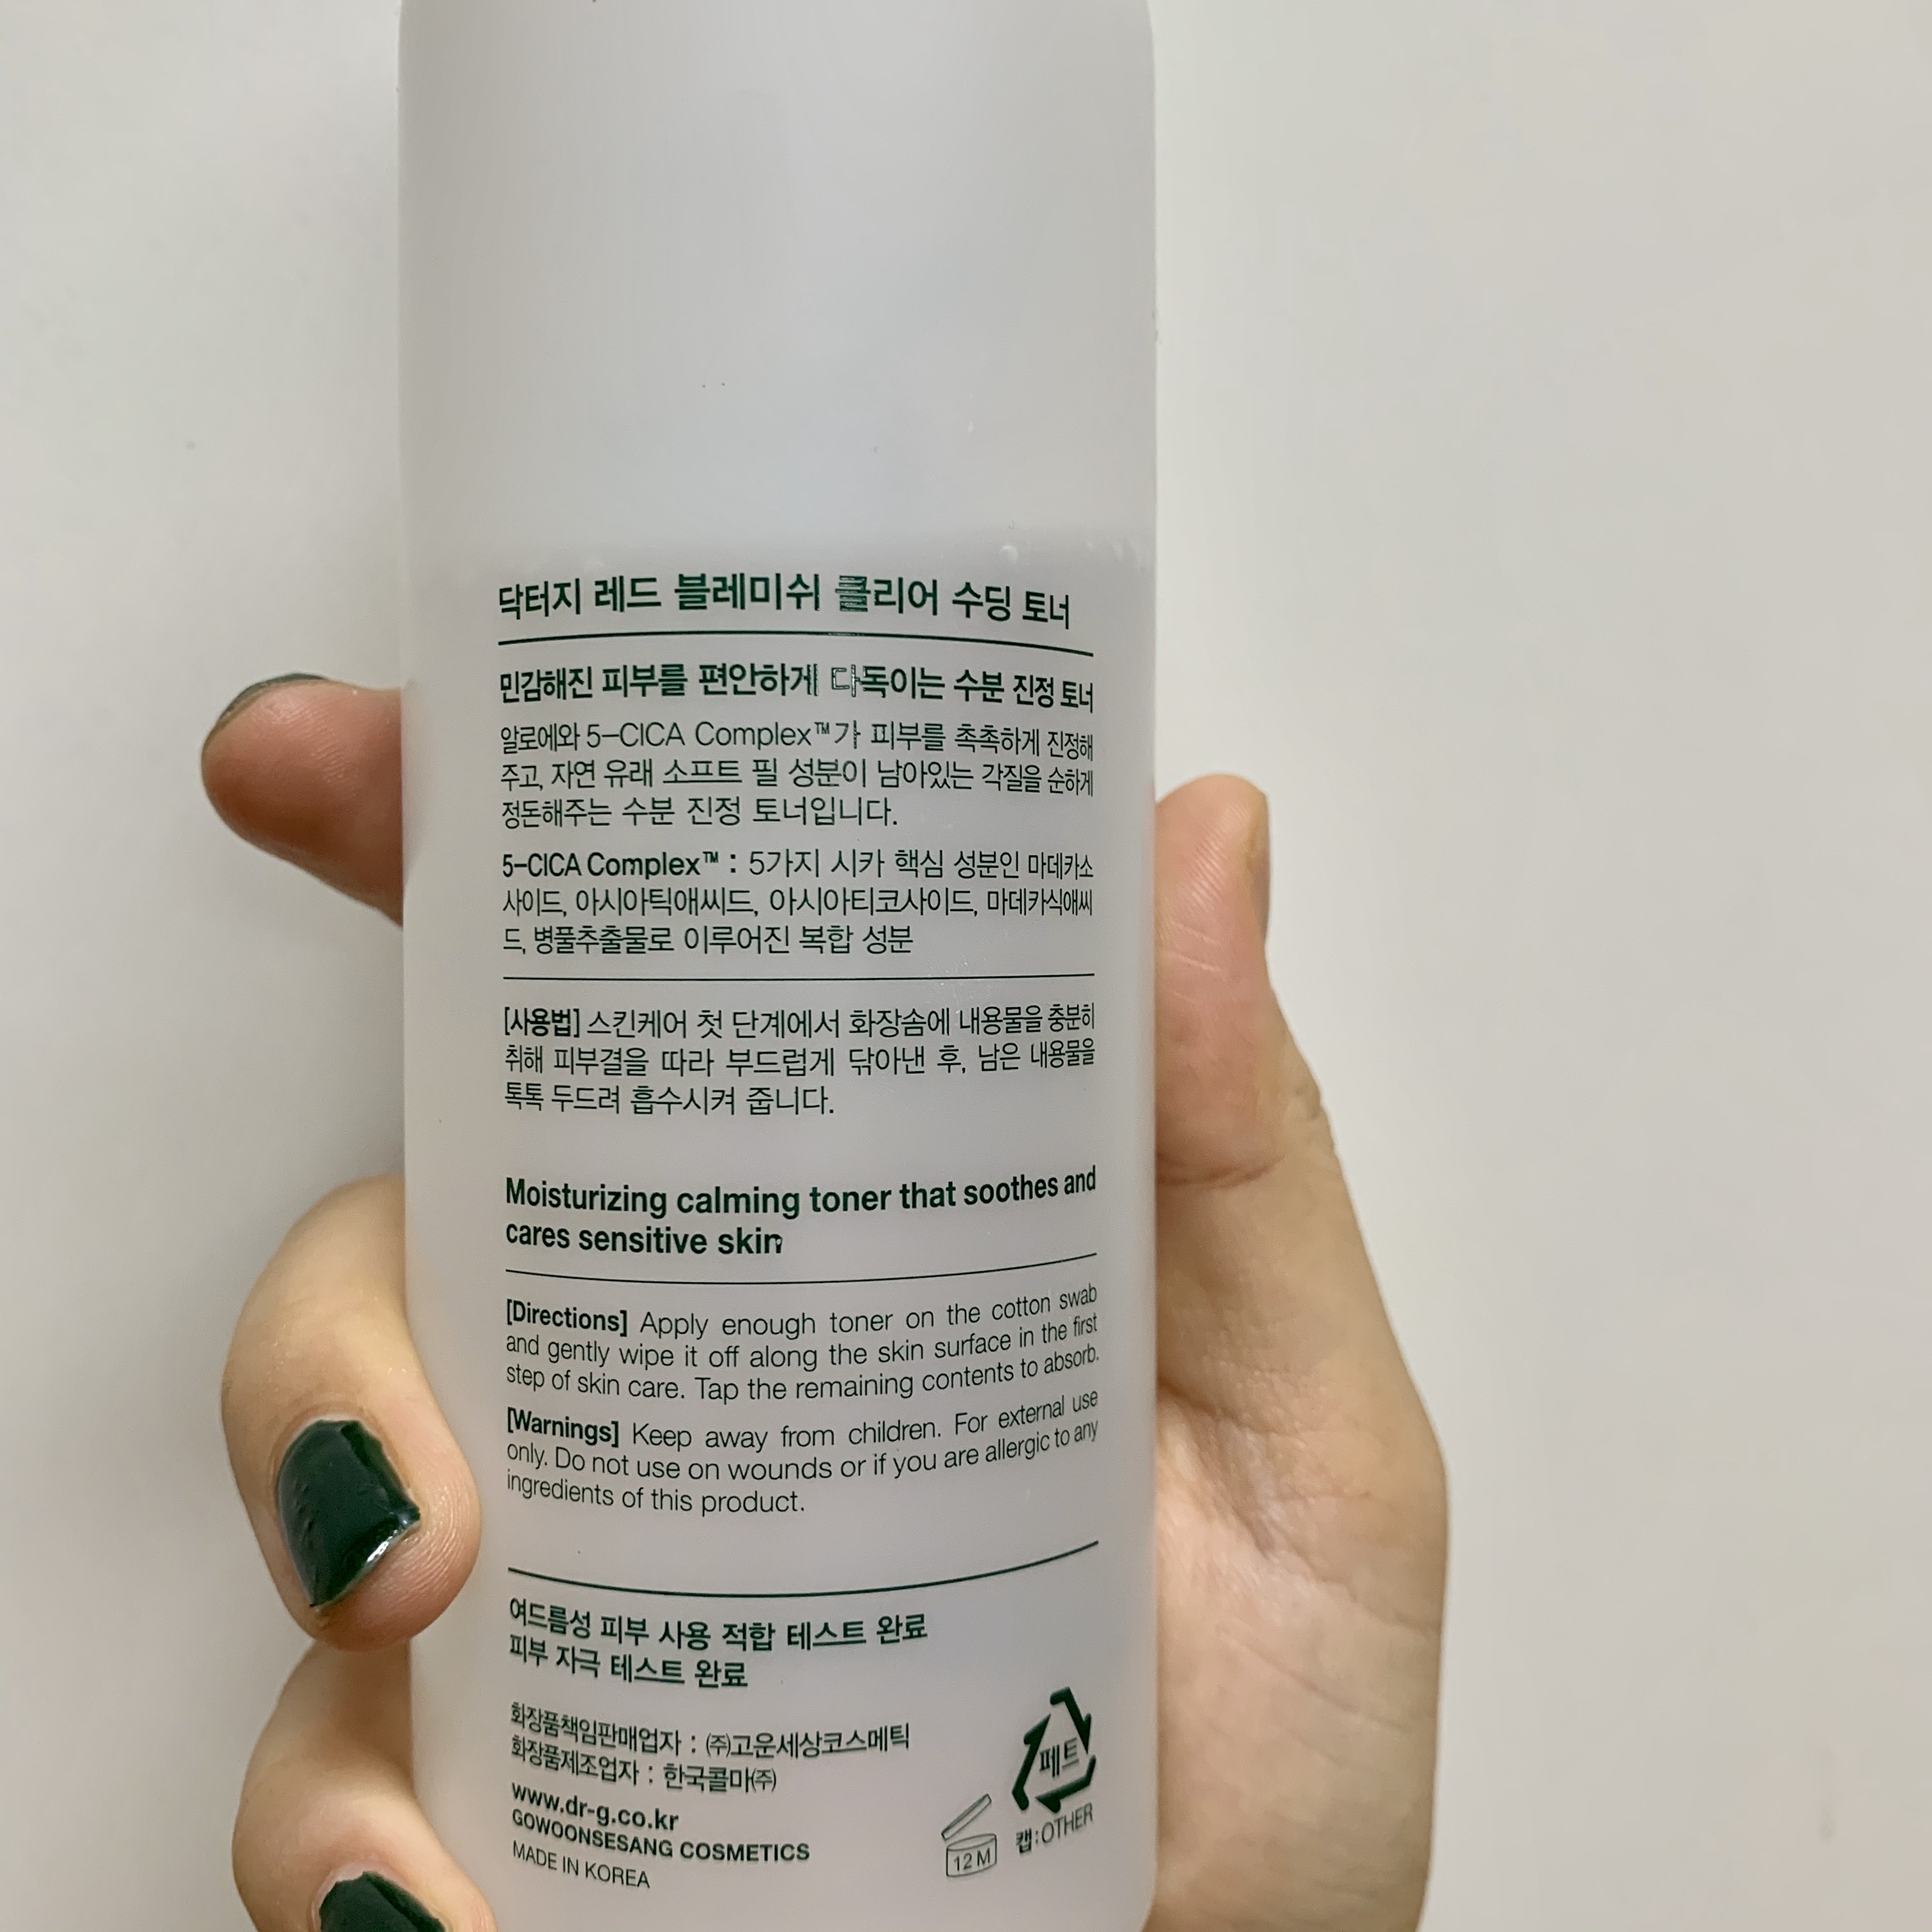 닥터지 레드 블레미쉬 클리어 수딩 토너
민감해진 피부를 편안하게 다독이는 수분 진정 토너
알로에와 5-CICA Complex™가 피부를 촉촉하게 진정해
주고, 자연 유래 소프트 필 성분이 남아있는 각질을 순하게
정돈해주는 수분 진정 토너입니다.
5-CICA Complex™ : 5가지 시카 핵심 성분인 마데카소
사이드, 아시아틱애씨드, 아시아티코사이드, 마데카식애씨
드, 병풀추출물로 이루어진 복합 성분
[사용법] 스킨케어 첫 단계에서 화장솜에 내용물을 충분히
취해 피부결을 따라 부드럽게 닦아낸 후, 남은 내용물을
톡톡 두드려 흡수시켜 줍니다.
Moisturizing calming toner that soothes and
cares sensitive skin
[Directions] Apply enough toner on the cotton swab
and gently wipe it off along the skin surface in the first
step of skin care. Tap the remaining contents to absorb.
[Warnings] Keep away from children. For external use
only. Do not use on wounds or if you are allergic to any
ingredients of this product.
여드름성 피부 사용 적합 테스트 완료
피부 자극 테스트 완료
화장품책임판매업자 : ㈜고운세상코스메틱
화장품제조업자 : 한국콜마㈜
www.dr-g.co.kr
GOWOONSESANG COSMETICS
MADE IN KOREA
페트
캡:OTHER
12 M